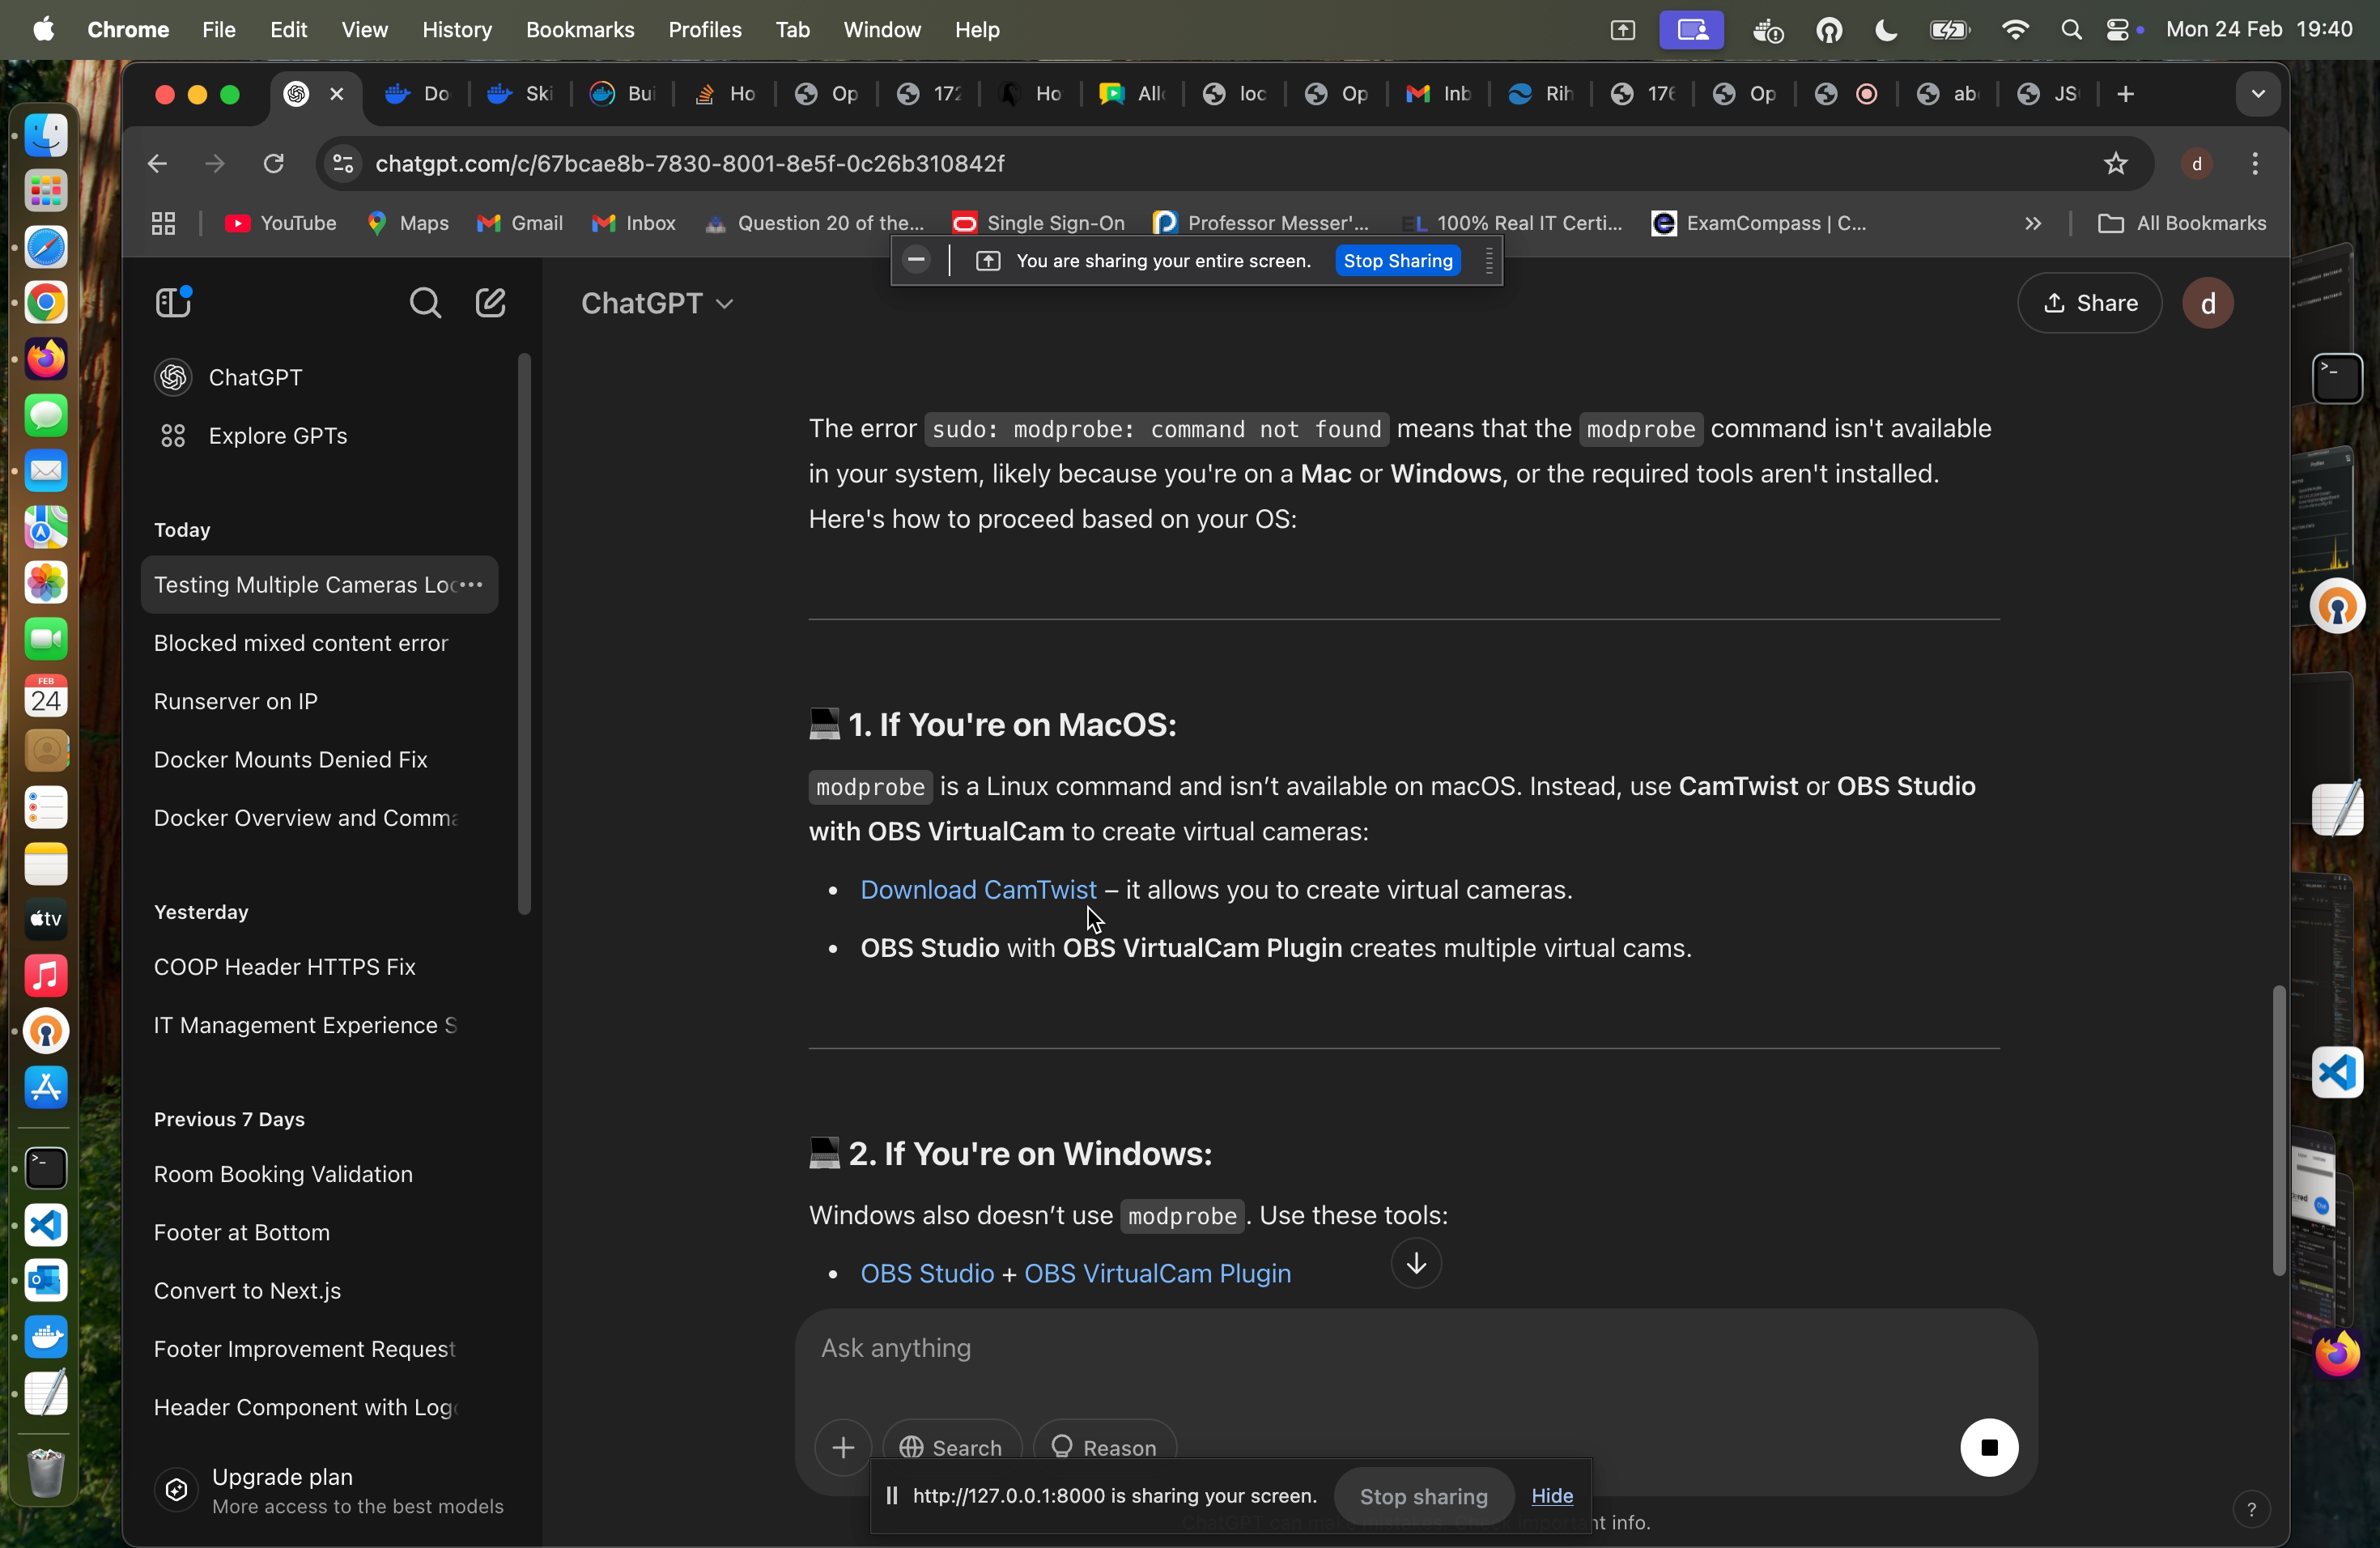 Chrome File Edit View History Bookmarks Profiles Tab Window Help Mon 24 Feb 19:40
Do Ski Bui Ho Op 172 Ho All loc Op Inb Rih 176 Op ab JS
chatgpt.com/c/67bcae8b-7830-8001-8e5f-0c26b310842f d
YouTube Maps Gmail Inbox Question 20 of the... Single Sign-On Professor Messer'... EL 100% Real IT Certi... ExamCompass | C... All Bookmarks
You are sharing your entire screen. Stop Sharing
ChatGPT Share d
ChatGPT
Explore GPTs
Today
Testing Multiple Cameras Loc
Blocked mixed content error
Runserver on IP
Docker Mounts Denied Fix
Docker Overview and Comma
Yesterday
COOP Header HTTPS Fix
IT Management Experience S
Previous 7 Days
Room Booking Validation
Footer at Bottom
Convert to Next.js
Footer Improvement Request
Header Component with Logo
Upgrade plan
More access to the best models
The error sudo: modprobe: command not found means that the modprobe command isn't available
in your system, likely because you're on a Mac or Windows, or the required tools aren't installed.
Here's how to proceed based on your OS:
1. If You're on MacOS:
modprobe is a Linux command and isn’t available on macOS. Instead, use CamTwist or OBS Studio
with OBS VirtualCam to create virtual cameras:
• Download CamTwist – it allows you to create virtual cameras.
• OBS Studio with OBS VirtualCam Plugin creates multiple virtual cams.
2. If You're on Windows:
Windows also doesn’t use modprobe. Use these tools:
• OBS Studio + OBS VirtualCam Plugin
Ask anything
Search Reason
http://127.0.0.1:8000 is sharing your screen. Stop sharing Hide
info.
?
FEB
24
tv